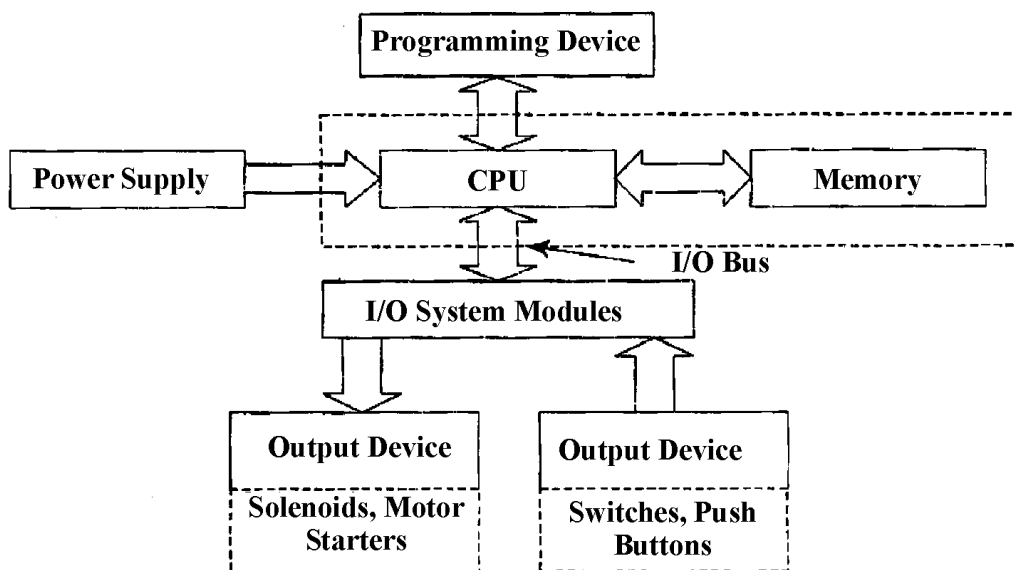 Programming Device
Power Supply
CPU
Memory
I/O Bus
I/O System Modules
Output Device
Solenoids, Motor
Starters
Output Device
Switches, Push
Buttons